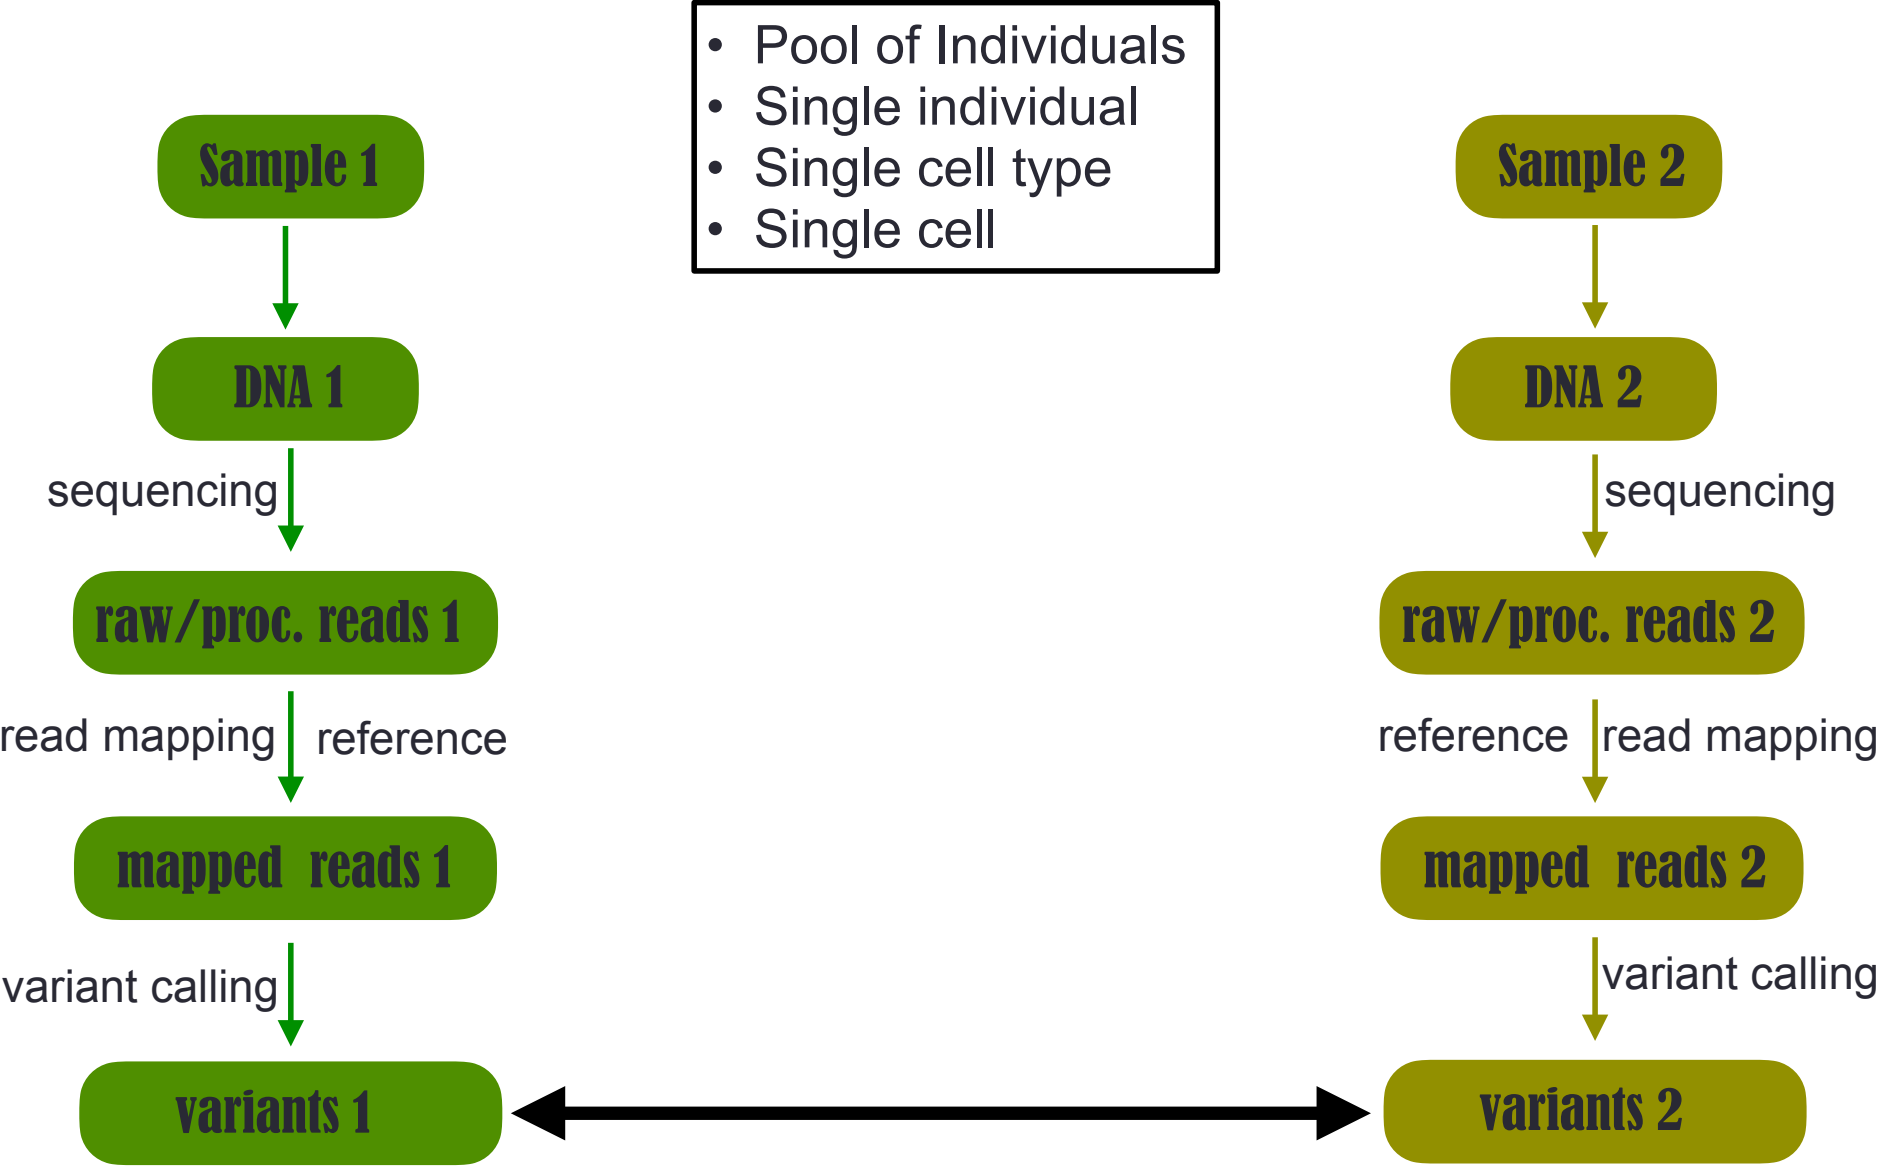 • Pool of Individuals
• Single individual
• Single cell type
• Single cell
Sample 1
DNA 1
sequencing
raw/proc. reads 1
read mapping
reference
mapped reads 1
variant calling
variants 1
Sample 2
DNA 2
sequencing
raw/proc. reads 2
reference
read mapping
mapped reads 2
variant calling
variants 2